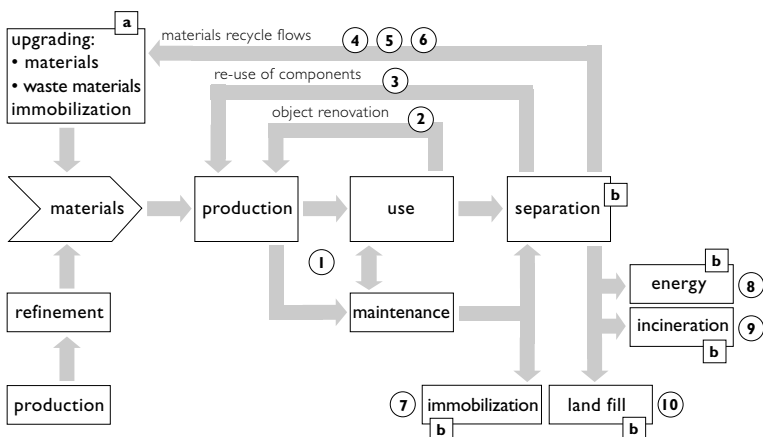 a
upgrading:
• materials
• waste materials
immobilization
materials recycle flows
4 5 6
re-use of components
3
object renovation
2
materials
production
use
separation
b
1
refinement
maintenance
b
energy
8
incineration
9
b
production
7
immobilization
b
land fill
b
10